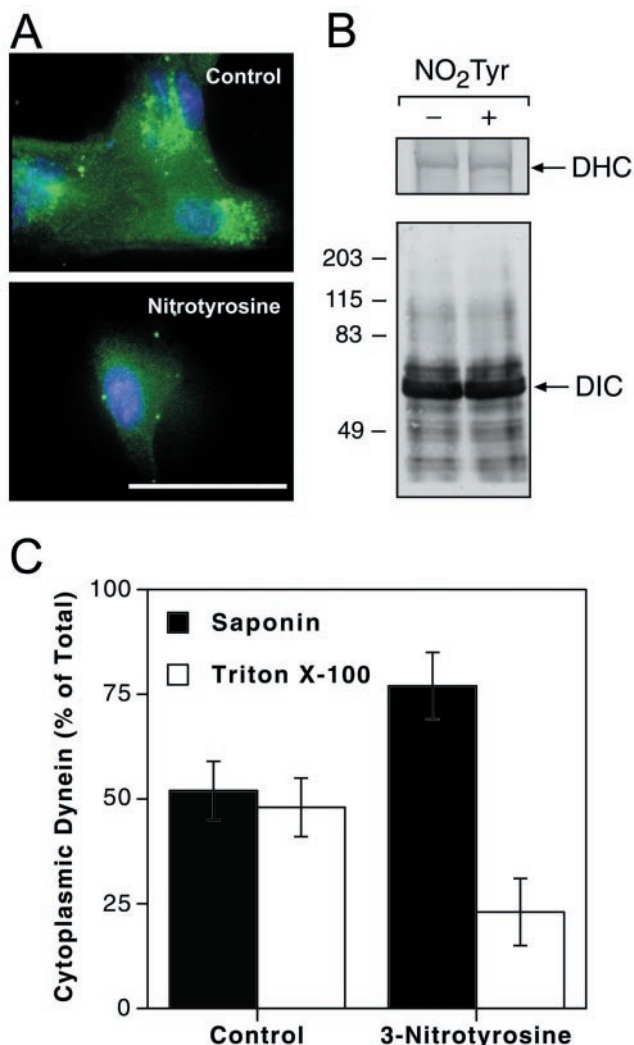 A
Control
Nitrotyrosine
B
NO₂Tyr
– +
DHC
203 –
115 –
83 –
DIC
49 –
C
Cytoplasmic Dynein (% of Total)
100
75
50
25
0
Saponin
Triton X-100
Control 3-Nitrotyrosine